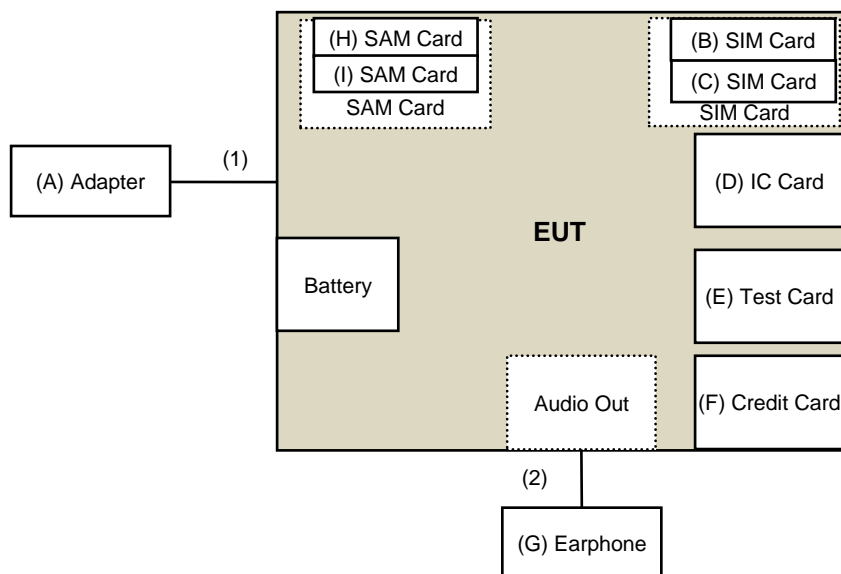 (H) SAM Card
(I) SAM Card
SAM Card
(B) SIM Card
(C) SIM Card
SIM Card
(1)
(A) Adapter
(D) IC Card
EUT
Battery
(E) Test Card
Audio Out
(F) Credit Card
(2)
(G) Earphone